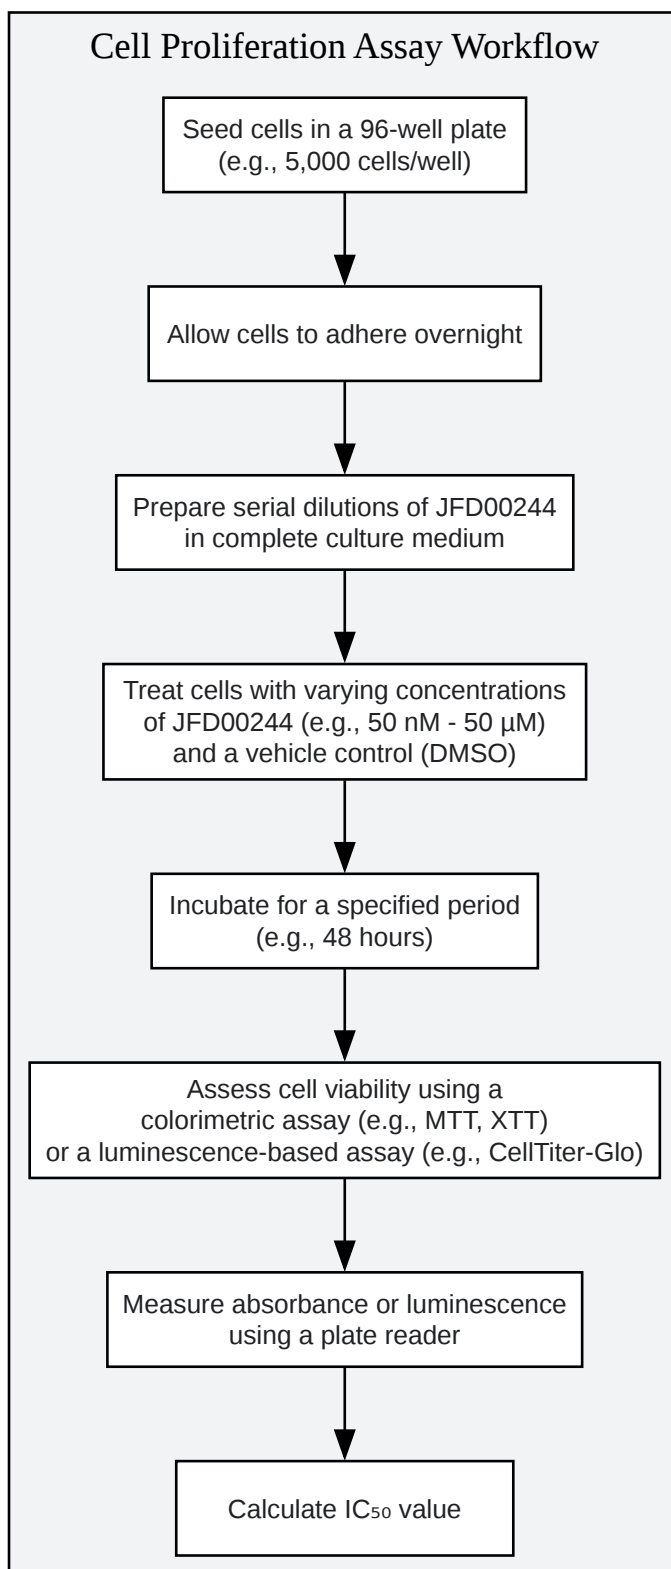 Cell Proliferation Assay Workflow
Seed cells in a 96-well plate
(e.g., 5,000 cells/well)
Allow cells to adhere overnight
Prepare serial dilutions of JFD00244
in complete culture medium
Treat cells with varying concentrations
of JFD00244 (e.g., 50 nM - 50 µM)
and a vehicle control (DMSO)
Incubate for a specified period
(e.g., 48 hours)
Assess cell viability using a
colorimetric assay (e.g., MTT, XTT)
or a luminescence-based assay (e.g., CellTiter-Glo)
Measure absorbance or luminescence
using a plate reader
Calculate IC₅₀ value